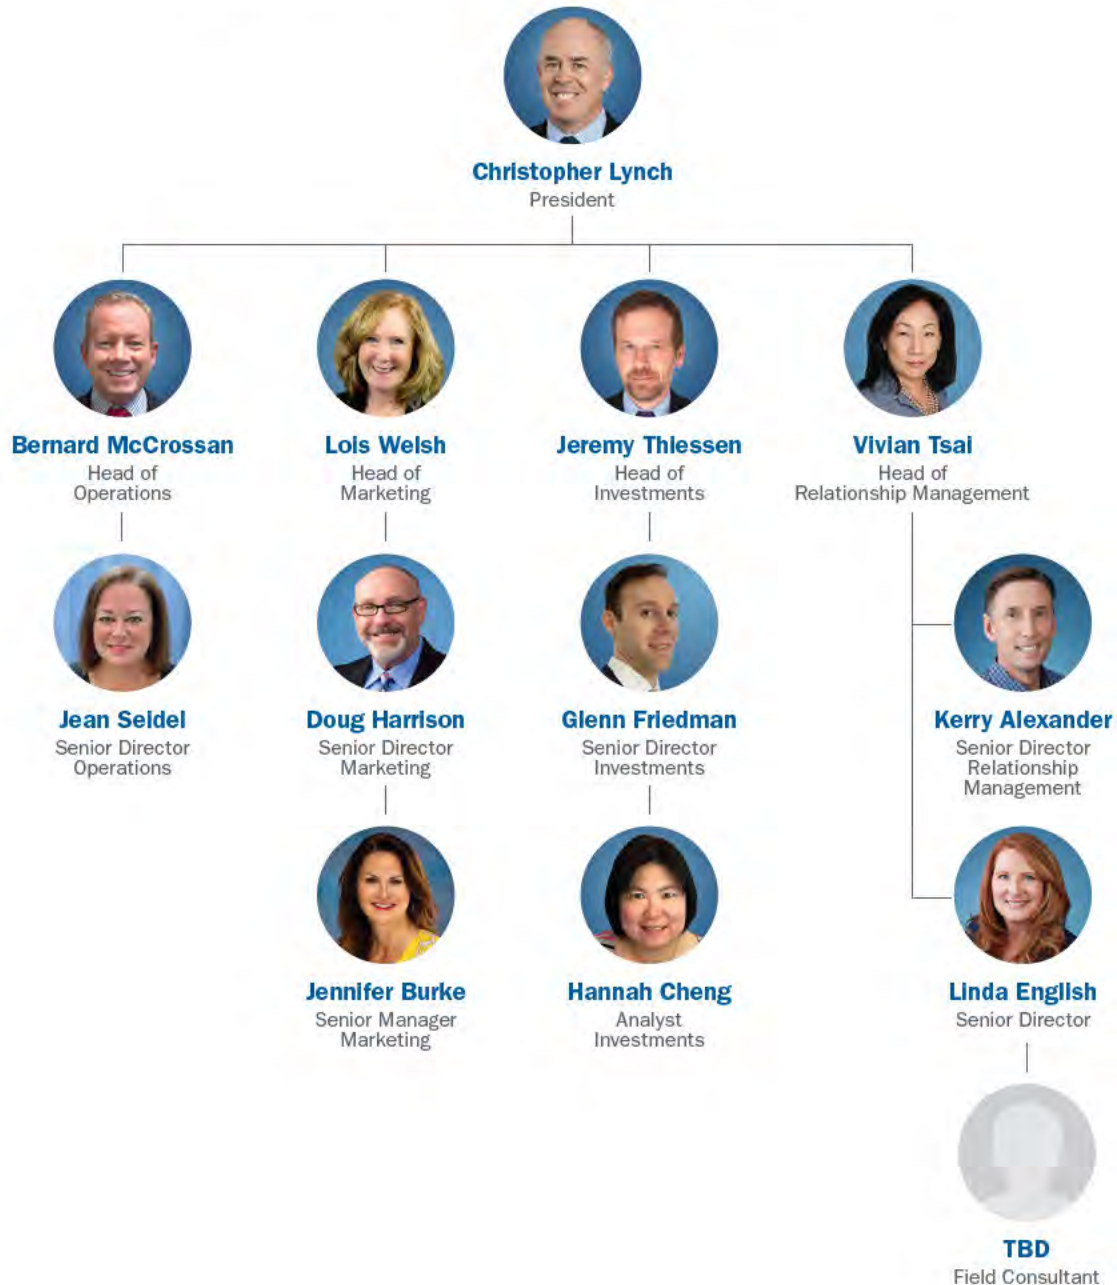 Christopher Lynch
President
Bernard McCrossan
Head of
Operations
Lois Welsh
Head of
Marketing
Jeremy Thiessen
Head of
Investments
Vivian Tsai
Head of
Relationship Management
Jean Seidel
Senior Director
Operations
Doug Harrison
Senior Director
Marketing
Glenn Friedman
Senior Director
Investments
Kerry Alexander
Senior Director
Relationship
Management
Jennifer Burke
Senior Manager
Marketing
Hannah Cheng
Analyst
Investments
Linda English
Senior Director
TBD
Field Consultant